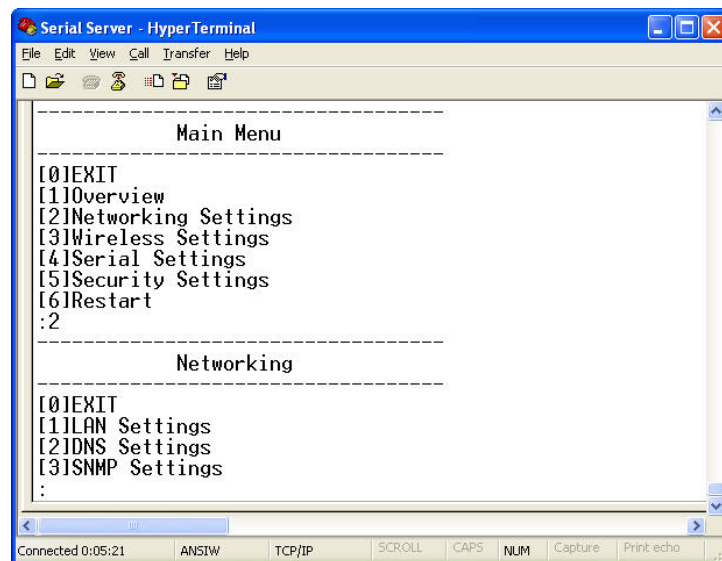 Serial Server - HyperTerminal
File Edit View Call Transfer Help
Main Menu
[0]EXIT
[1]Overview
[2]Networking Settings
[3]Wireless Settings
[4]Serial Settings
[5]Security Settings
[6]Restart
:2
Networking
[0]EXIT
[1]LAN Settings
[2]DNS Settings
[3]SNMP Settings
:
Connected 0:05:21 ANSIW TCP/IP SCROLL CAPS NUM Capture Print echo